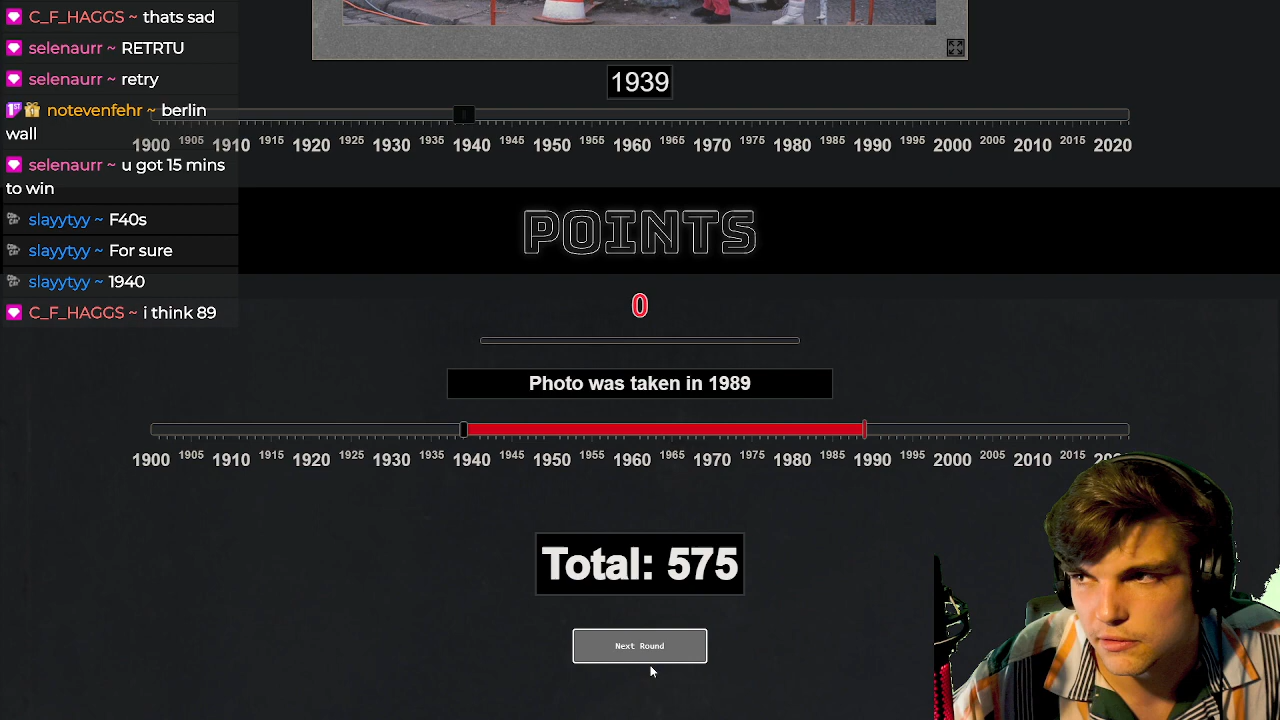 C_F_HAGGS ~ thats sad
selenaurr ~ RETRTU
selenaurr ~ retry
notevenfehr ~ berlin
wall
selenaurr ~ u got 15 mins
to win
slayytyy ~ F40s
slayytyy ~ For sure
slayytyy ~ 1940
C_F_HAGGS ~ i think 89
1939
1900 1905 1910 1915 1920 1925 1930 1935 1940 1945 1950 1955 1960 1965 1970 1975 1980 1985 1990 1995 2000 2005 2010 2015 2020
POINTS
0
Photo was taken in 1989
1900 1905 1910 1915 1920 1925 1930 1935 1940 1945 1950 1955 1960 1965 1970 1975 1980 1985 1990 1995 2000 2005 2010 2015
Total: 575
Next Round